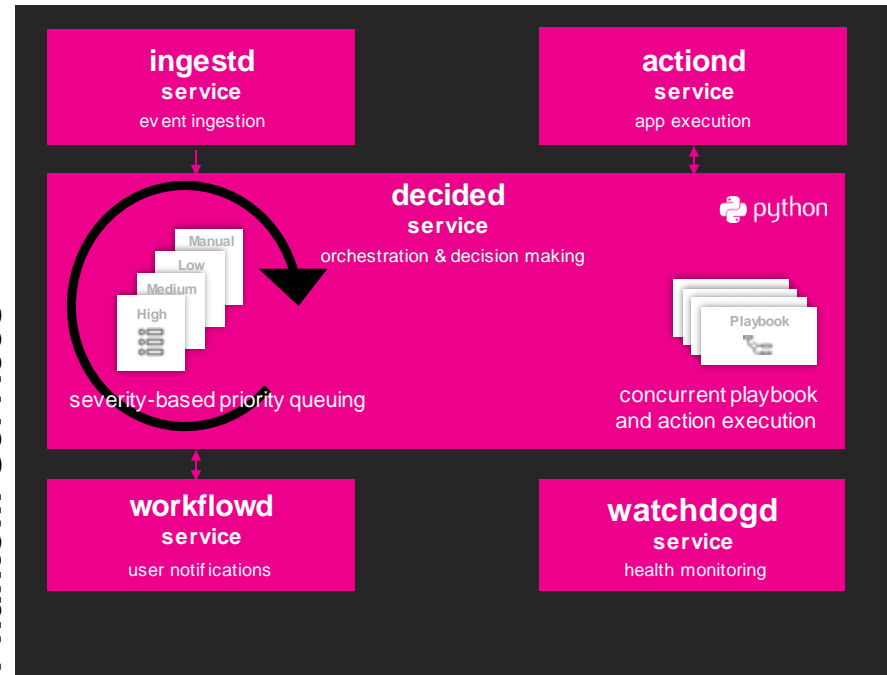 ingestd
service
event ingestion
actiond
service
app execution
decided
service
orchestration & decision making
python
Manual
Low
Medium
High
severity-based priority queuing
Playbook
concurrent playbook
and action execution
workflowd
service
user notifications
watchdogd
service
health monitoring